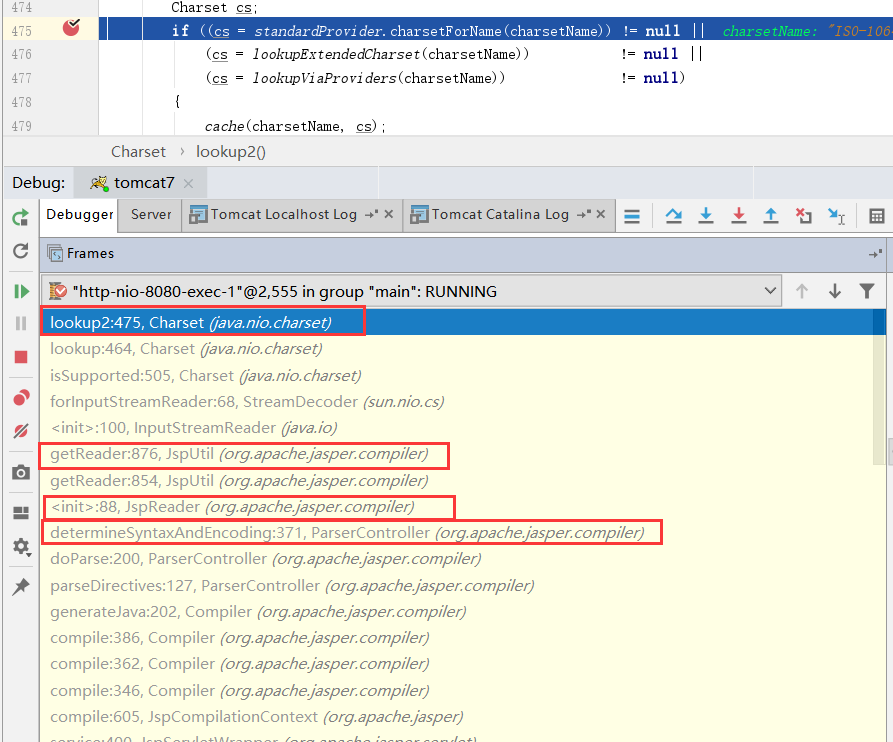 474 Charset cs;
475 if ((cs = standardProvider.charsetForName(charsetName)) != null || charsetName: "ISO-106
476 (cs = lookupExtendedCharset(charsetName)) != null ||
477 (cs = lookupViaProviders(charsetName)) != null)
478 {
479 cache(charsetName, cs);
Charset › lookup2()
Debug: tomcat7
Debugger Server Tomcat Localhost Log Tomcat Catalina Log
Frames
"http-nio-8080-exec-1"@2,555 in group "main": RUNNING
lookup2:475, Charset (java.nio.charset)
lookup:464, Charset (java.nio.charset)
isSupported:505, Charset (java.nio.charset)
forInputStreamReader:68, StreamDecoder (sun.nio.cs)
<init>:100, InputStreamReader (java.io)
getReader:876, JspUtil (org.apache.jasper.compiler)
getReader:854, JspUtil (org.apache.jasper.compiler)
<init>:88, JspReader (org.apache.jasper.compiler)
determineSyntaxAndEncoding:371, ParserController (org.apache.jasper.compiler)
doParse:200, ParserController (org.apache.jasper.compiler)
parseDirectives:127, ParserController (org.apache.jasper.compiler)
generateJava:202, Compiler (org.apache.jasper.compiler)
compile:386, Compiler (org.apache.jasper.compiler)
compile:362, Compiler (org.apache.jasper.compiler)
compile:346, Compiler (org.apache.jasper.compiler)
compile:605, JspCompilationContext (org.apache.jasper)